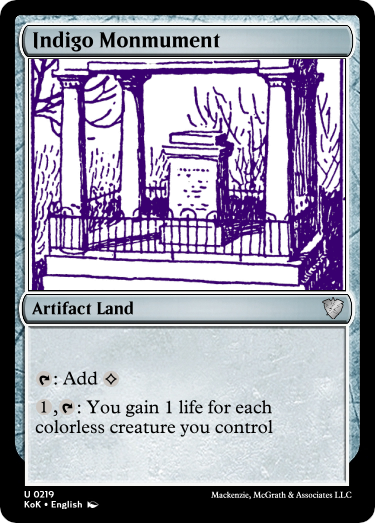 Indigo Monmument
Artifact Land
: Add
1,: You gain 1 life for each
colorless creature you control
U 0219
KoK • English
Mackenzie, McGrath & Associates LLC